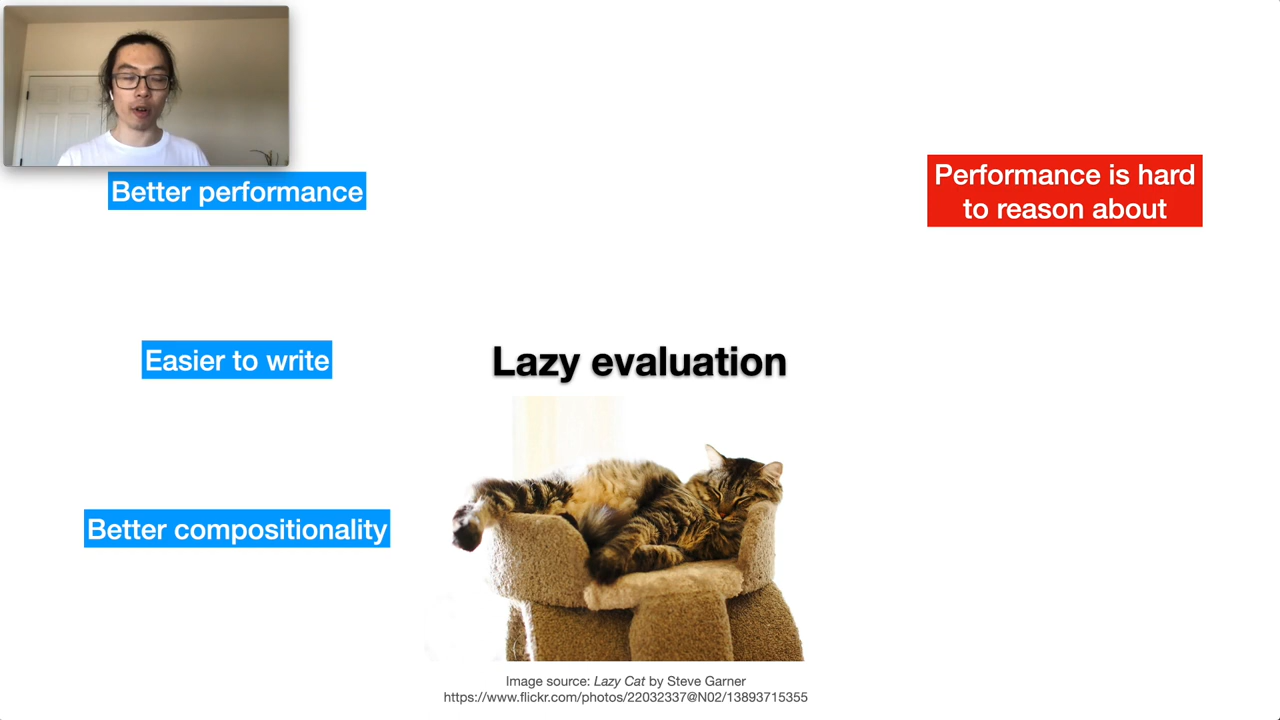 Better performance
Performance is hard
to reason about
Easier to write
Lazy evaluation
Better compositionality
Image source: Lazy Cat by Steve Garner
https://www.flickr.com/photos/22032337@N02/13893715355